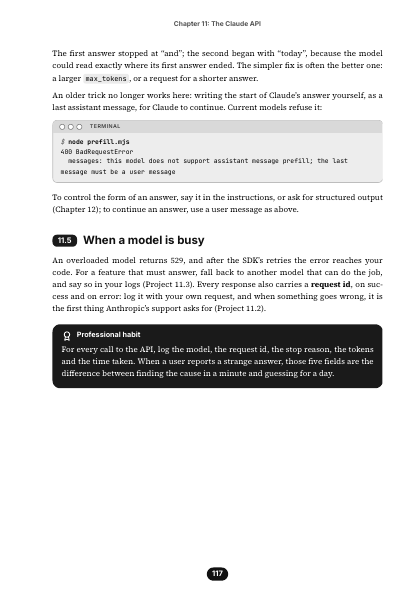 Chapter 11: The Claude API
The first answer stopped at “and”; the second began with “today”, because the model
could read exactly where its first answer ended. The simpler fix is often the better one:
a larger max_tokens, or a request for a shorter answer.
An older trick no longer works here: writing the start of Claude’s answer yourself, as a
last assistant message, for Claude to continue. Current models refuse it:
TERMINAL
$ node prefill.mjs
400 BadRequestError
messages: this model does not support assistant message prefill; the last
message must be a user message
To control the form of an answer, say it in the instructions, or ask for structured output
(Chapter 12); to continue an answer, use a user message as above.
11.5 When a model is busy
An overloaded model returns 529, and after the SDK’s retries the error reaches your
code. For a feature that must answer, fall back to another model that can do the job,
and say so in your logs (Project 11.3). Every response also carries a request id, on suc-
cess and on error: log it with your own request, and when something goes wrong, it is
the first thing Anthropic’s support asks for (Project 11.2).
Professional habit
For every call to the API, log the model, the request id, the stop reason, the tokens
and the time taken. When a user reports a strange answer, those five fields are the
difference between finding the cause in a minute and guessing for a day.
117